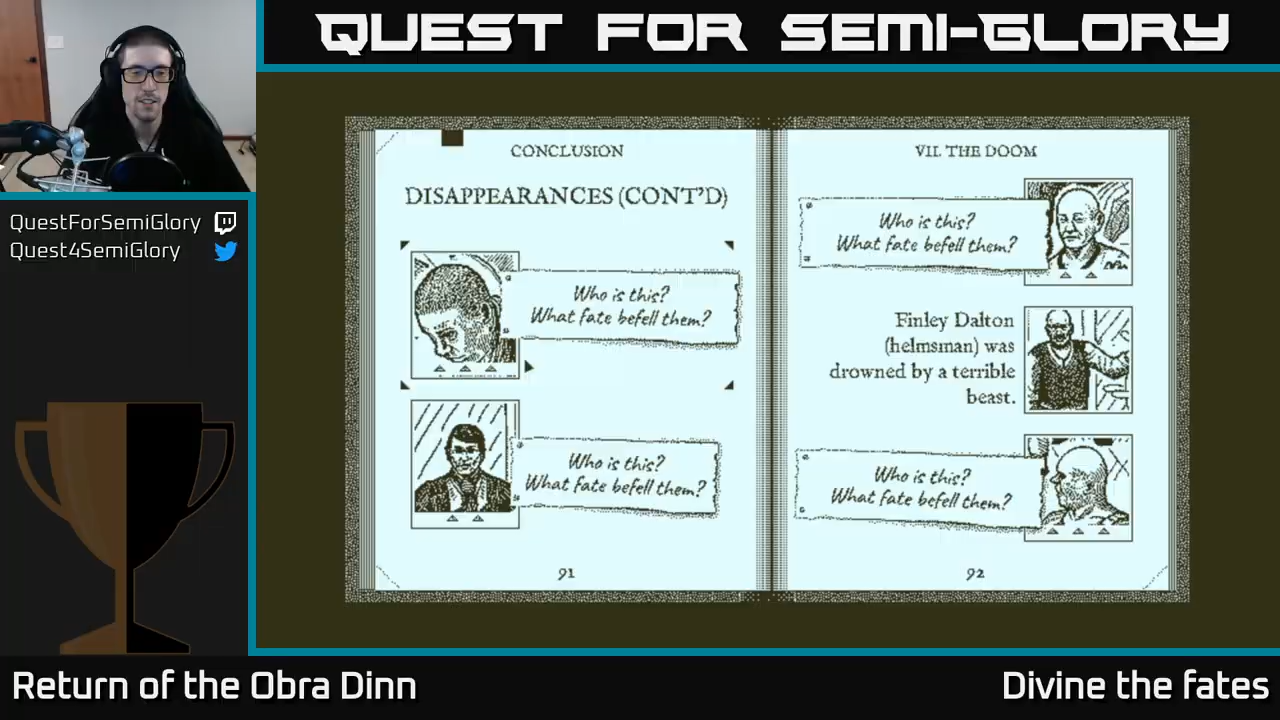 QUEST FOR SEMI-GLORY
QuestForSemiGlory
Quest4SemiGlory
CONCLUSION
DISAPPEARANCES (CONT'D)
Who is this?
What fate befell them?
Who is this?
What fate befell them?
91
VII. THE DOOM
Who is this?
What fate befell them?
Finley Dalton
(helmsman) was
drowned by a terrible
beast.
Who is this?
What fate befell them?
92
Return of the Obra Dinn
Divine the fates